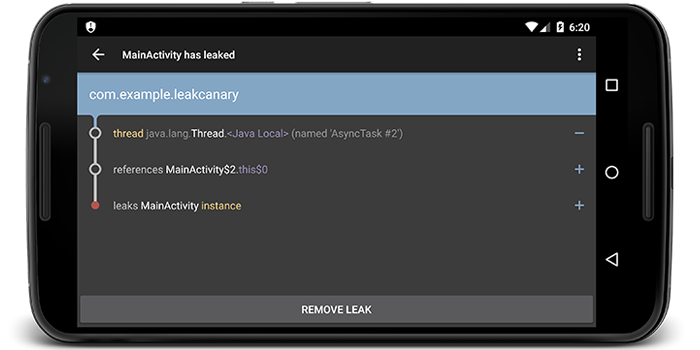 6:20
MainActivity has leaked
com.example.leakcanary
thread java.lang.Thread.<Java Local> (named 'AsyncTask #2')
references MainActivity$2.this$0
leaks MainActivity instance
REMOVE LEAK